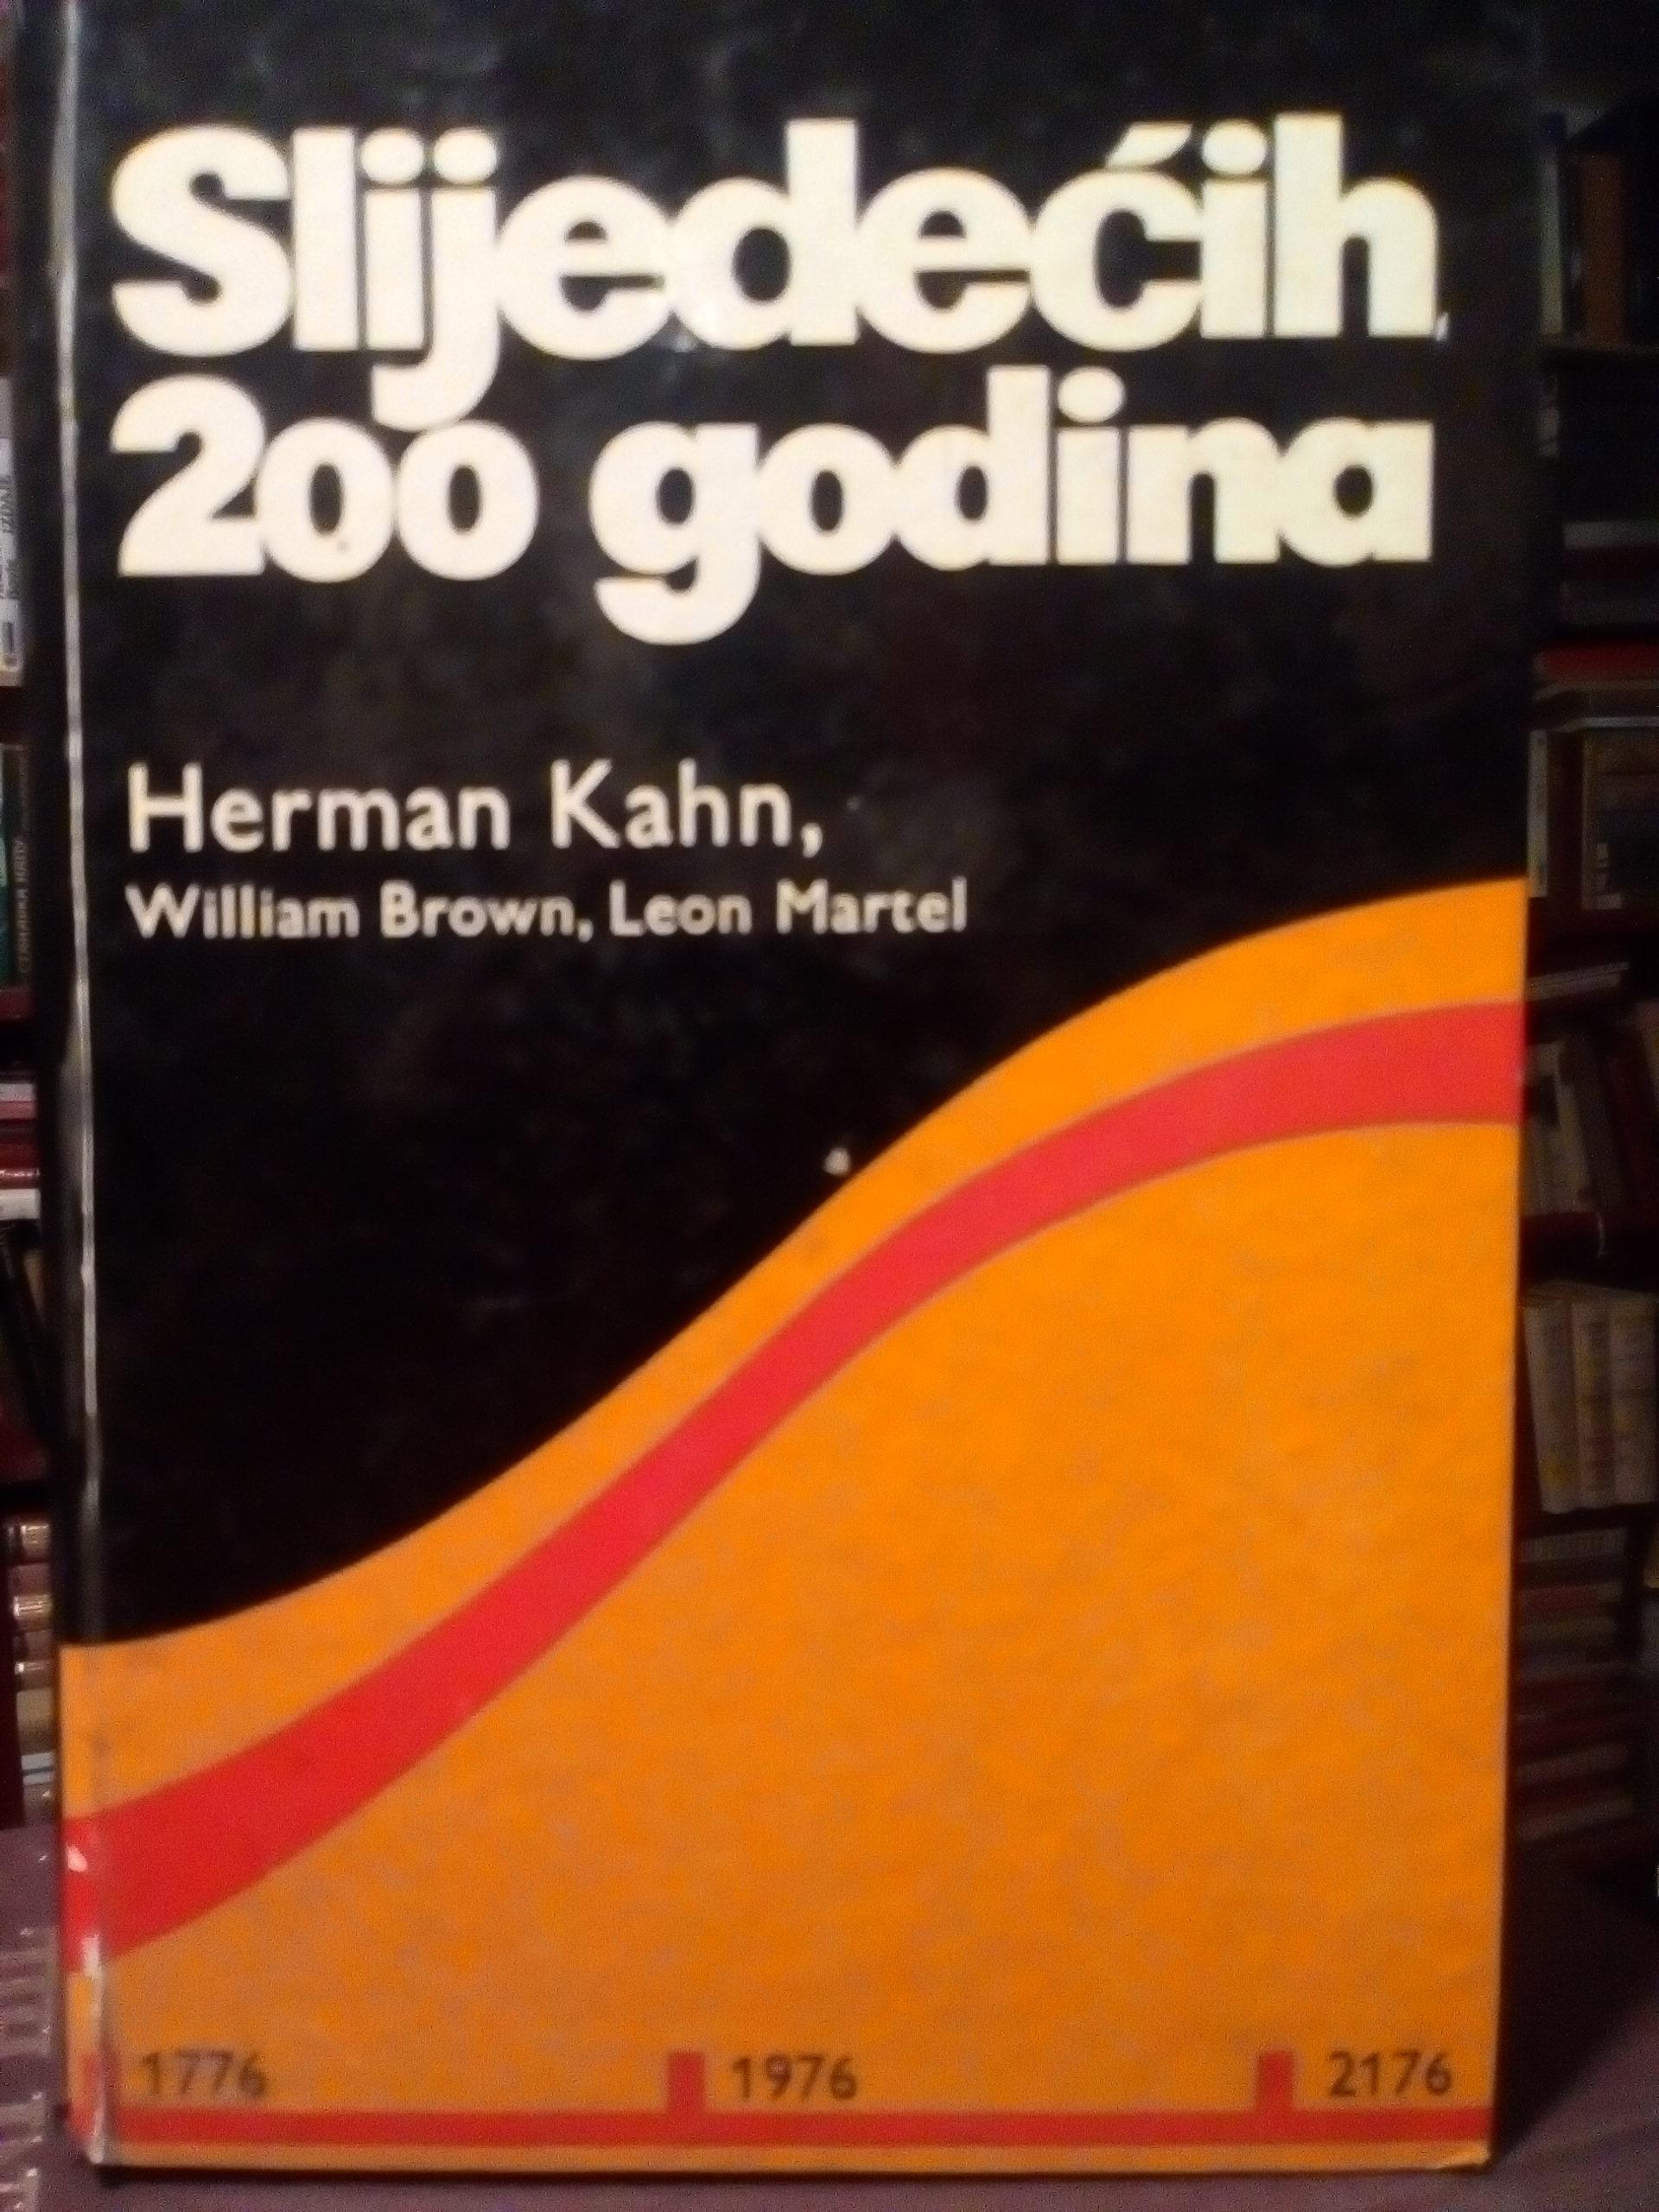 Slijedećih
200 godina
Herman Kahn,
William Brown, Leon Martel
1776 1976 2176